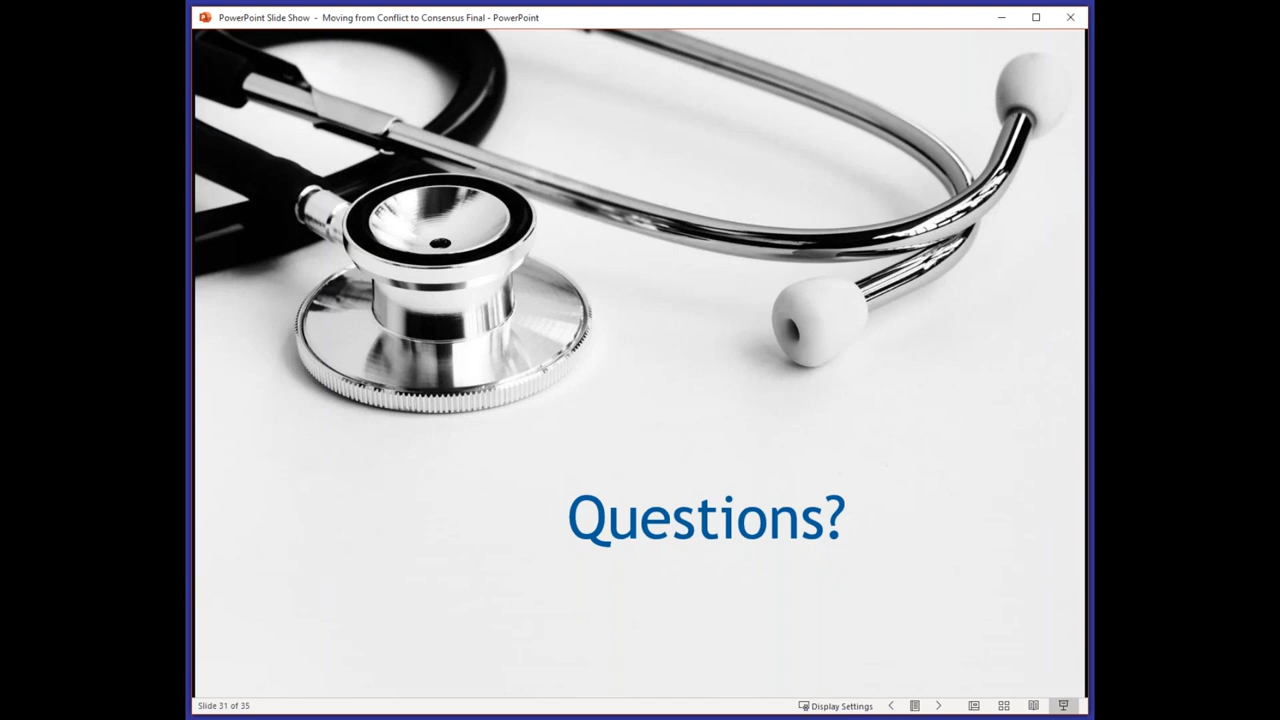 PowerPoint Slide Show - Moving from Conflict to Consensus Final - PowerPoint
Questions?
Slide 31 of 35
Display Settings